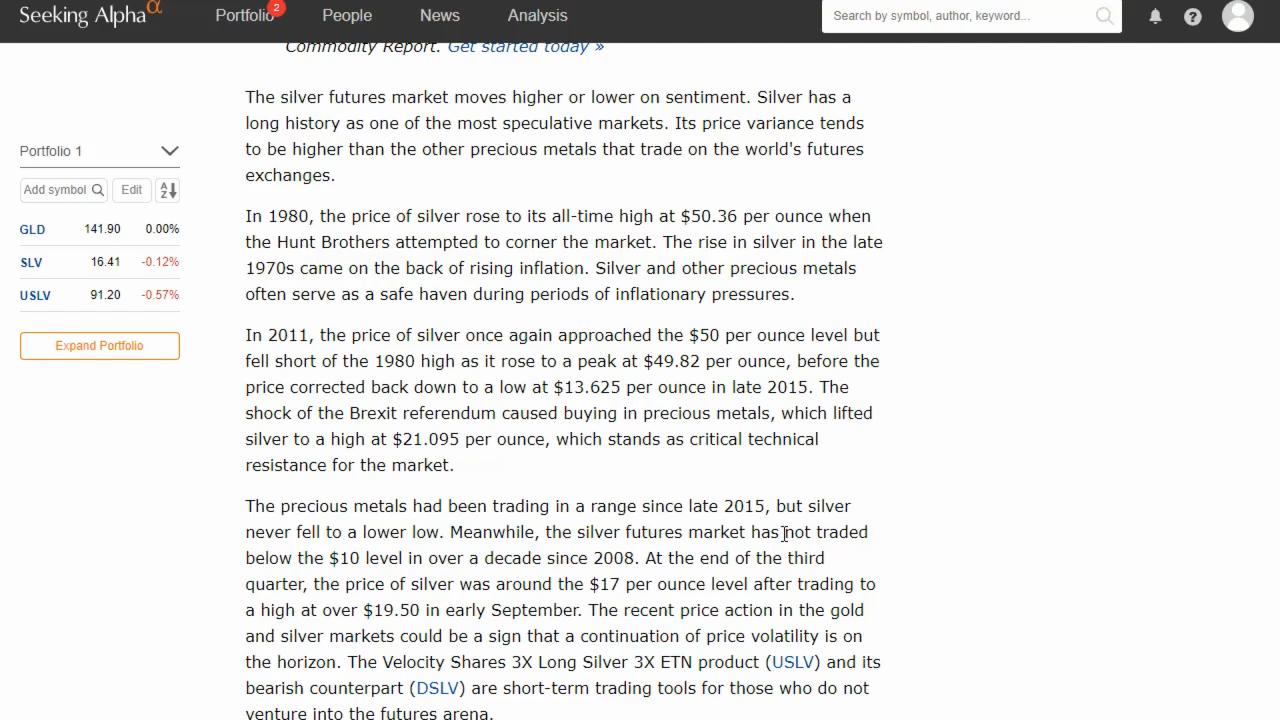 Seeking Alpha α
Portfolio 2
People
News
Analysis
Search by symbol, author, keyword...
?
Commodity Report. Get started today »
The silver futures market moves higher or lower on sentiment. Silver has a
long history as one of the most speculative markets. Its price variance tends
to be higher than the other precious metals that trade on the world's futures
exchanges.
Portfolio 1
Add symbol
Edit
A
Z
GLD 141.90 0.00%
SLV 16.41 -0.12%
USLV 91.20 -0.57%
Expand Portfolio
In 1980, the price of silver rose to its all-time high at $50.36 per ounce when
the Hunt Brothers attempted to corner the market. The rise in silver in the late
1970s came on the back of rising inflation. Silver and other precious metals
often serve as a safe haven during periods of inflationary pressures.
In 2011, the price of silver once again approached the $50 per ounce level but
fell short of the 1980 high as it rose to a peak at $49.82 per ounce, before the
price corrected back down to a low at $13.625 per ounce in late 2015. The
shock of the Brexit referendum caused buying in precious metals, which lifted
silver to a high at $21.095 per ounce, which stands as critical technical
resistance for the market.
The precious metals had been trading in a range since late 2015, but silver
never fell to a lower low. Meanwhile, the silver futures market has not traded
below the $10 level in over a decade since 2008. At the end of the third
quarter, the price of silver was around the $17 per ounce level after trading to
a high at over $19.50 in early September. The recent price action in the gold
and silver markets could be a sign that a continuation of price volatility is on
the horizon. The Velocity Shares 3X Long Silver 3X ETN product (USLV) and its
bearish counterpart (DSLV) are short-term trading tools for those who do not
venture into the futures arena.